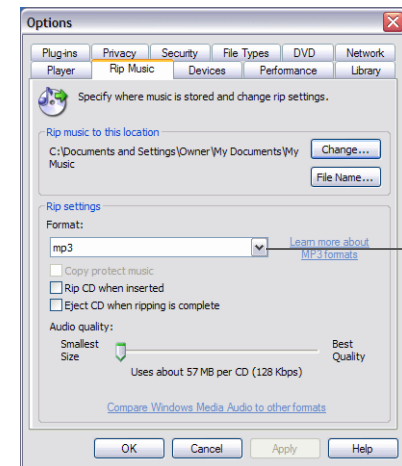 Options
Plug-ins Privacy Security File Types DVD Network
Player Rip Music Devices Performance Library
Specify where music is stored and change rip settings.
Rip music to this location
C:\Documents and Settings\Owner\My Documents\My
Music
Change...
File Name...
Rip settings
Format:
mp3
Learn more about
MP3 formats
Copy protect music
Rip CD when inserted
Eject CD when ripping is complete
Audio quality:
Smallest
Size
Best
Quality
Uses about 57 MB per CD (128 Kbps)
Compare Windows Media Audio to other formats
OK Cancel Apply Help